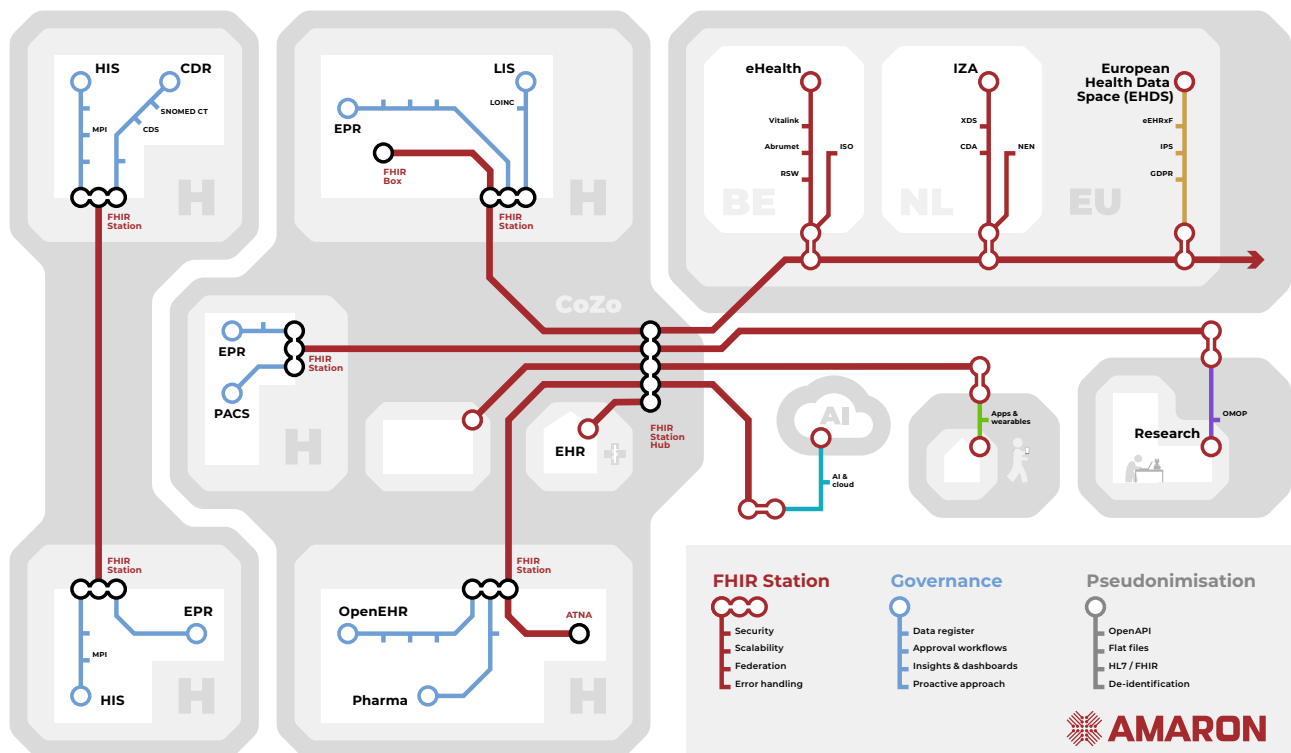 HIS
CDR
SNOMED CT
MPI
CDS
H
FHIR
Station
LIS
LOINC
EPR
FHIR
Box
H
FHIR
Station
eHealth
Vitalink
Abrumet
RSW
ISO
BE
IZA
XDS
CDA
NEN
NL
European
Health Data
Space (EHDS)
eEHRxF
IPS
GDPR
EU
CoZo
EPR
FHIR
Station
PACS
H
EHR
FHIR
Station
Hub
AI
AI &
cloud
Apps &
wearables
OMOP
Research
FHIR
Station
EPR
MPI
HIS
H
FHIR
Station
OpenEHR
ATNA
Pharma
H
FHIR Station
Security
Scalability
Federation
Error handling
Governance
Data register
Approval workflows
Insights & dashboards
Proactive approach
Pseudonimisation
OpenAPI
Flat files
HL7 / FHIR
De-identification
AMARON